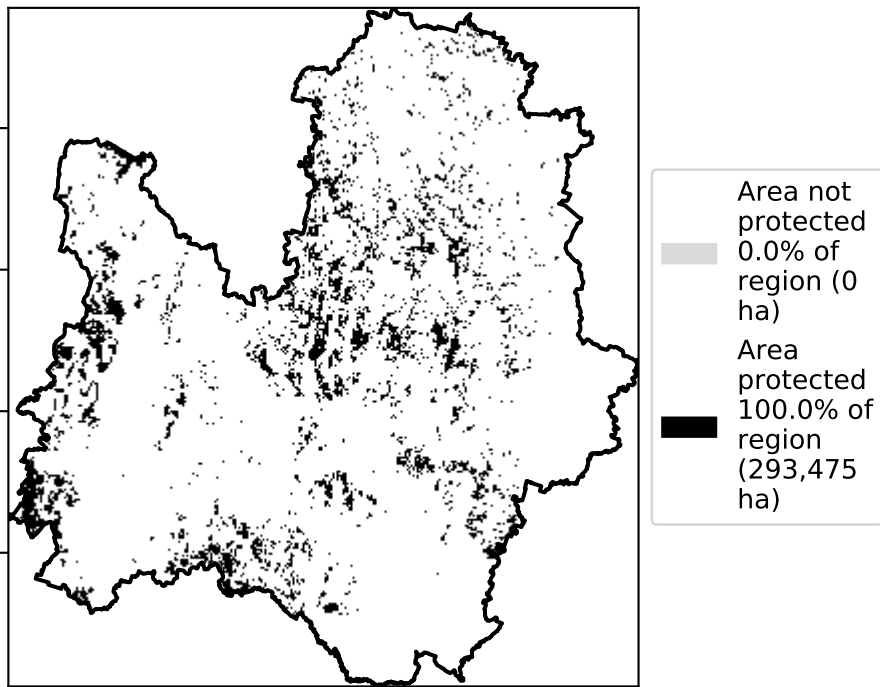 Area not
protected
0.0% of
region (0
ha)
Area
protected
100.0% of
region
(293,475
ha)